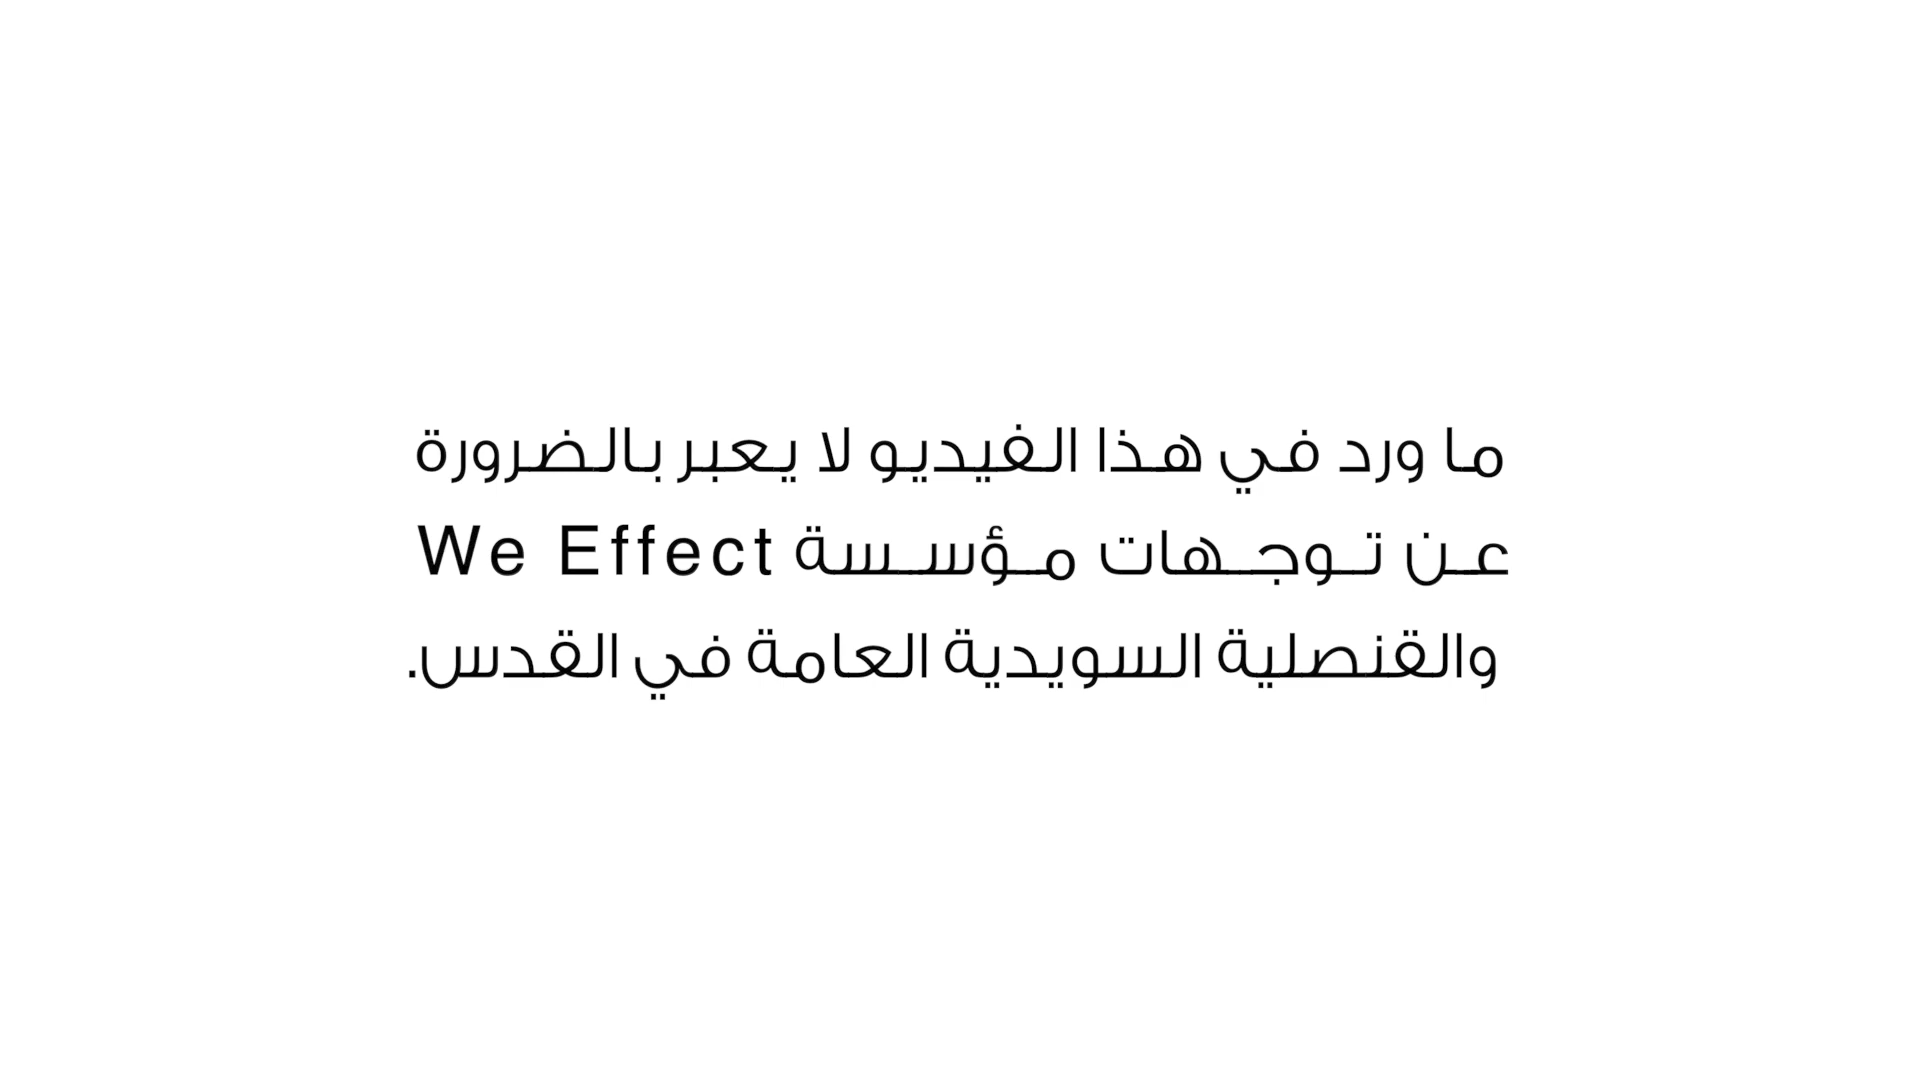 ما ورد في هذا الفيديو لا يعبر بالضرورة
عن توجهات مؤسسة We Effect
والقنصلية السويدية العامة في القدس.